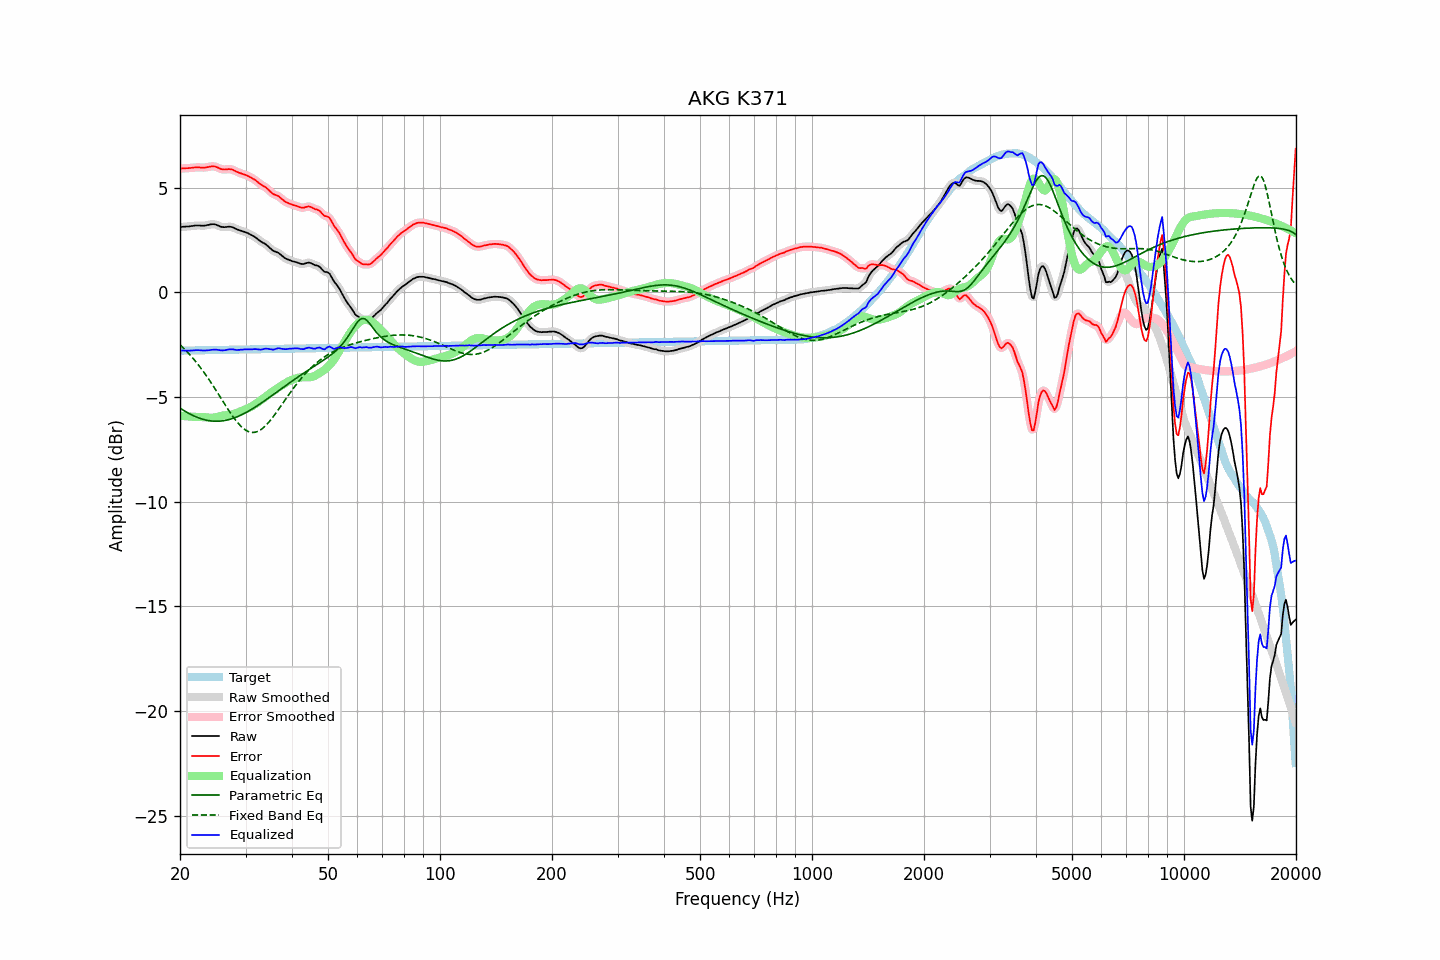 AKG K371
Amplitude (dBr)
5
0
−5
−10
−15
−20
−25
Target
Raw Smoothed
Error Smoothed
Raw
Error
Equalization
Parametric Eq
Fixed Band Eq
Equalized
20
50
100
200
500
1000
2000
5000
10000
20000
Frequency (Hz)